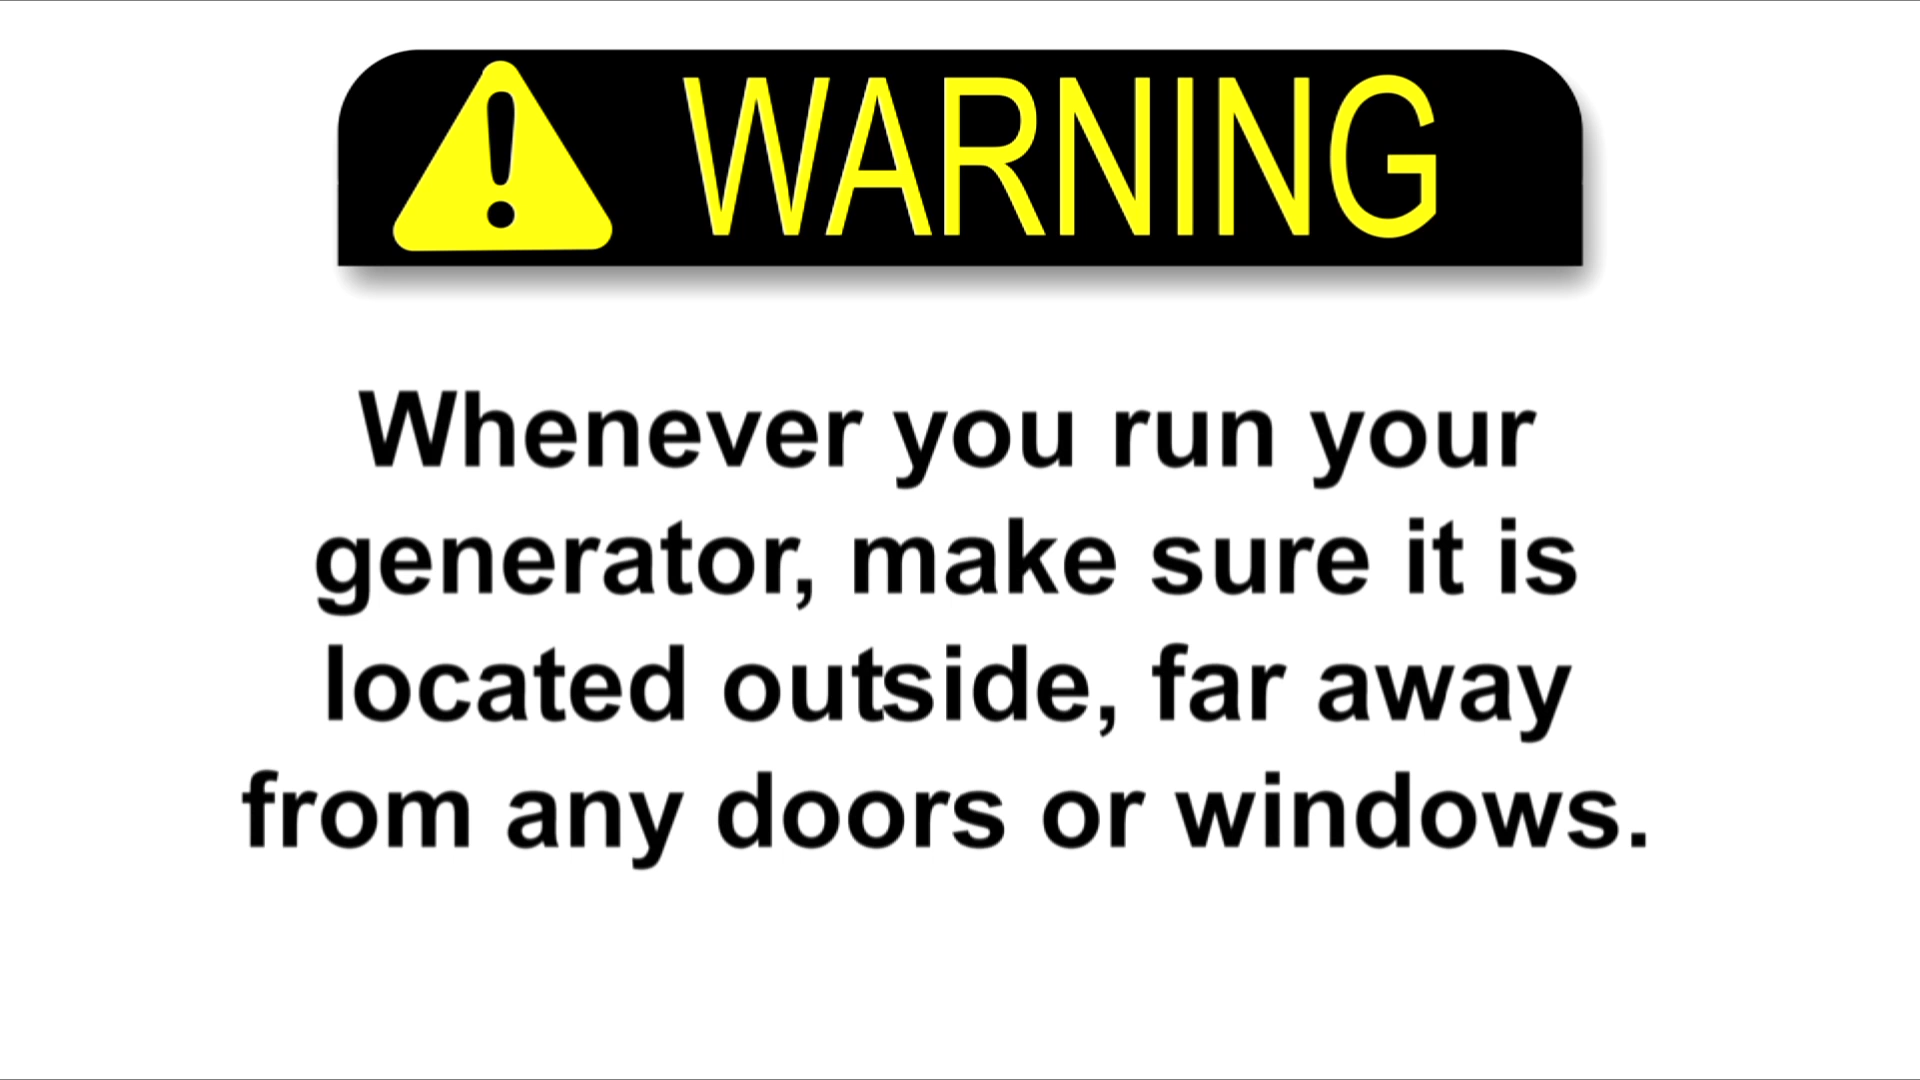 WARNING
Whenever you run your
generator, make sure it is
located outside, far away
from any doors or windows.